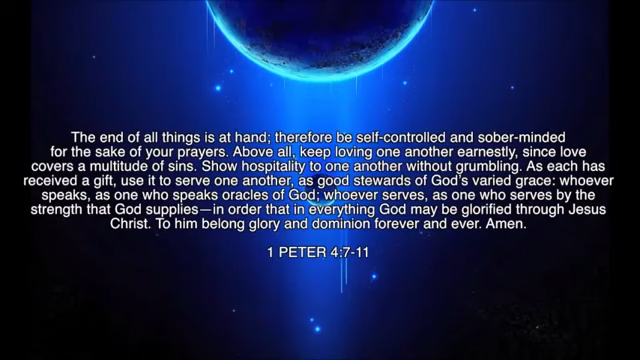 The end of all things is at hand; therefore be self-controlled and sober-minded
for the sake of your prayers. Above all, keep loving one another earnestly, since love
covers a multitude of sins. Show hospitality to one another without grumbling. As each has
received a gift, use it to serve one another, as good stewards of God's varied grace: whoever
speaks, as one who speaks oracles of God; whoever serves, as one who serves by the
strength that God supplies—in order that in everything God may be glorified through Jesus
Christ. To him belong glory and dominion forever and ever. Amen.
1 PETER 4:7-11